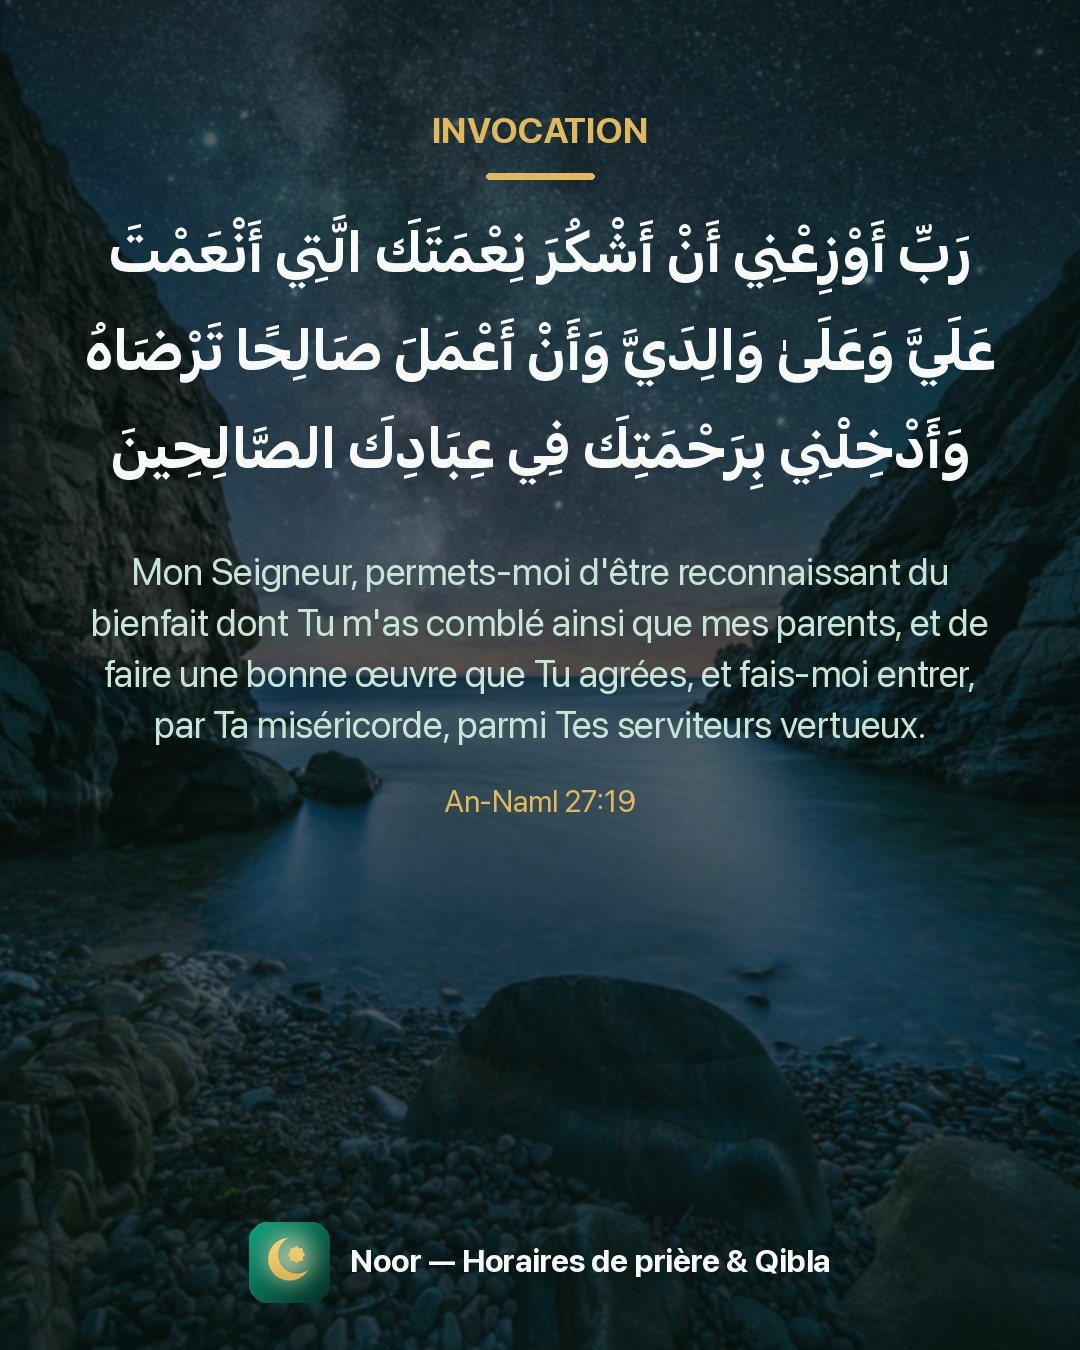 INVOCATION
رَبِّ أَوْزِعْنِي أَنْ أَشْكُرَ نِعْمَتَكَ الَّتِي أَنْعَمْتَ
عَلَيَّ وَعَلَىٰ وَالِدَيَّ وَأَنْ أَعْمَلَ صَالِحًا تَرْضَاهُ
وَأَدْخِلْنِي بِرَحْمَتِكَ فِي عِبَادِكَ الصَّالِحِينَ
Mon Seigneur, permets-moi d'être reconnaissant du
bienfait dont Tu m'as comblé ainsi que mes parents, et de
faire une bonne œuvre que Tu agrées, et fais-moi entrer,
par Ta miséricorde, parmi Tes serviteurs vertueux.
An-Naml 27:19
Noor — Horaires de prière & Qibla